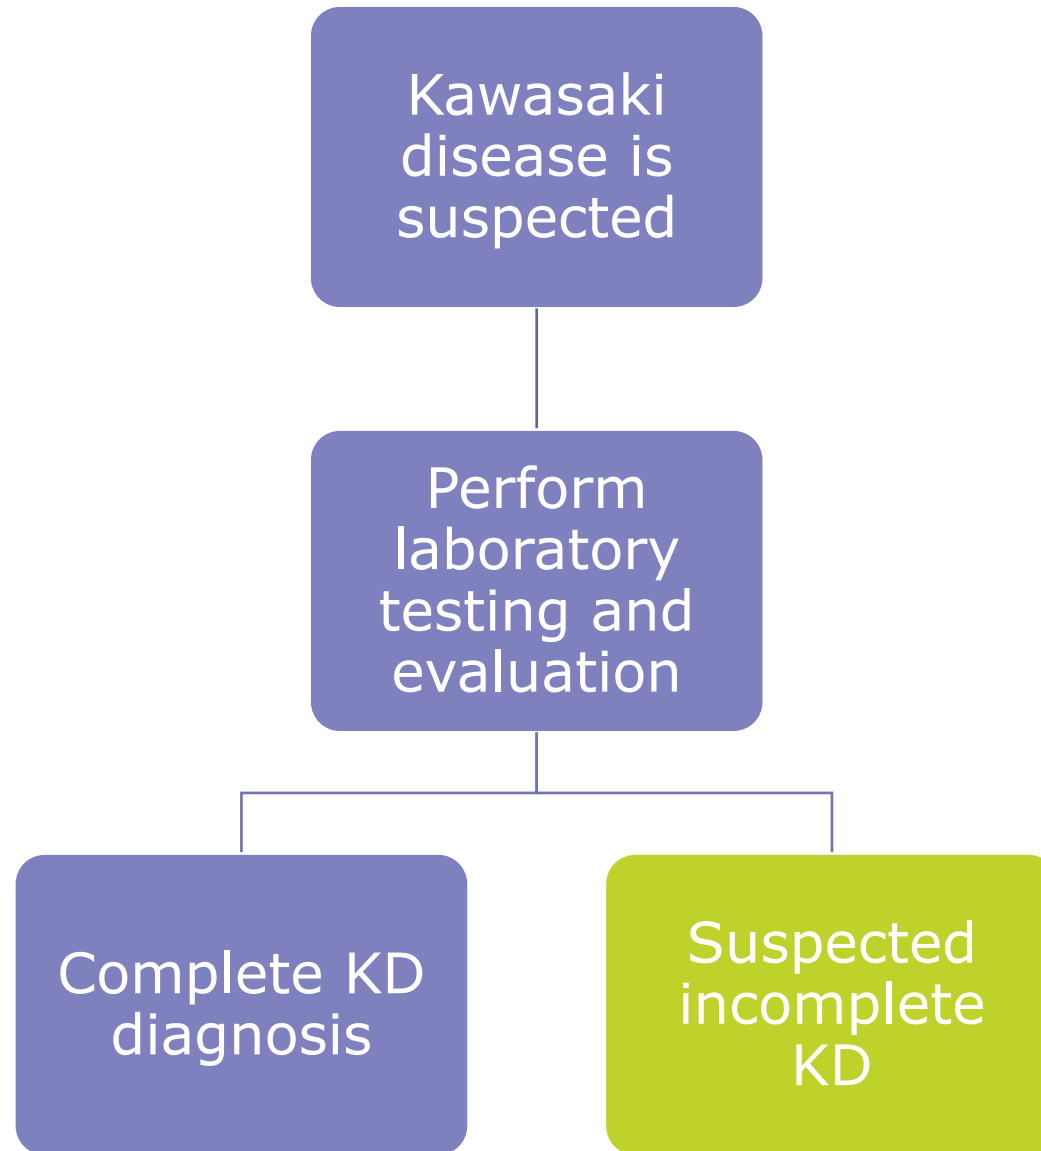 Kawasaki
disease is
suspected
Perform
laboratory
testing and
evaluation
Complete KD
diagnosis
Suspected
incomplete
KD